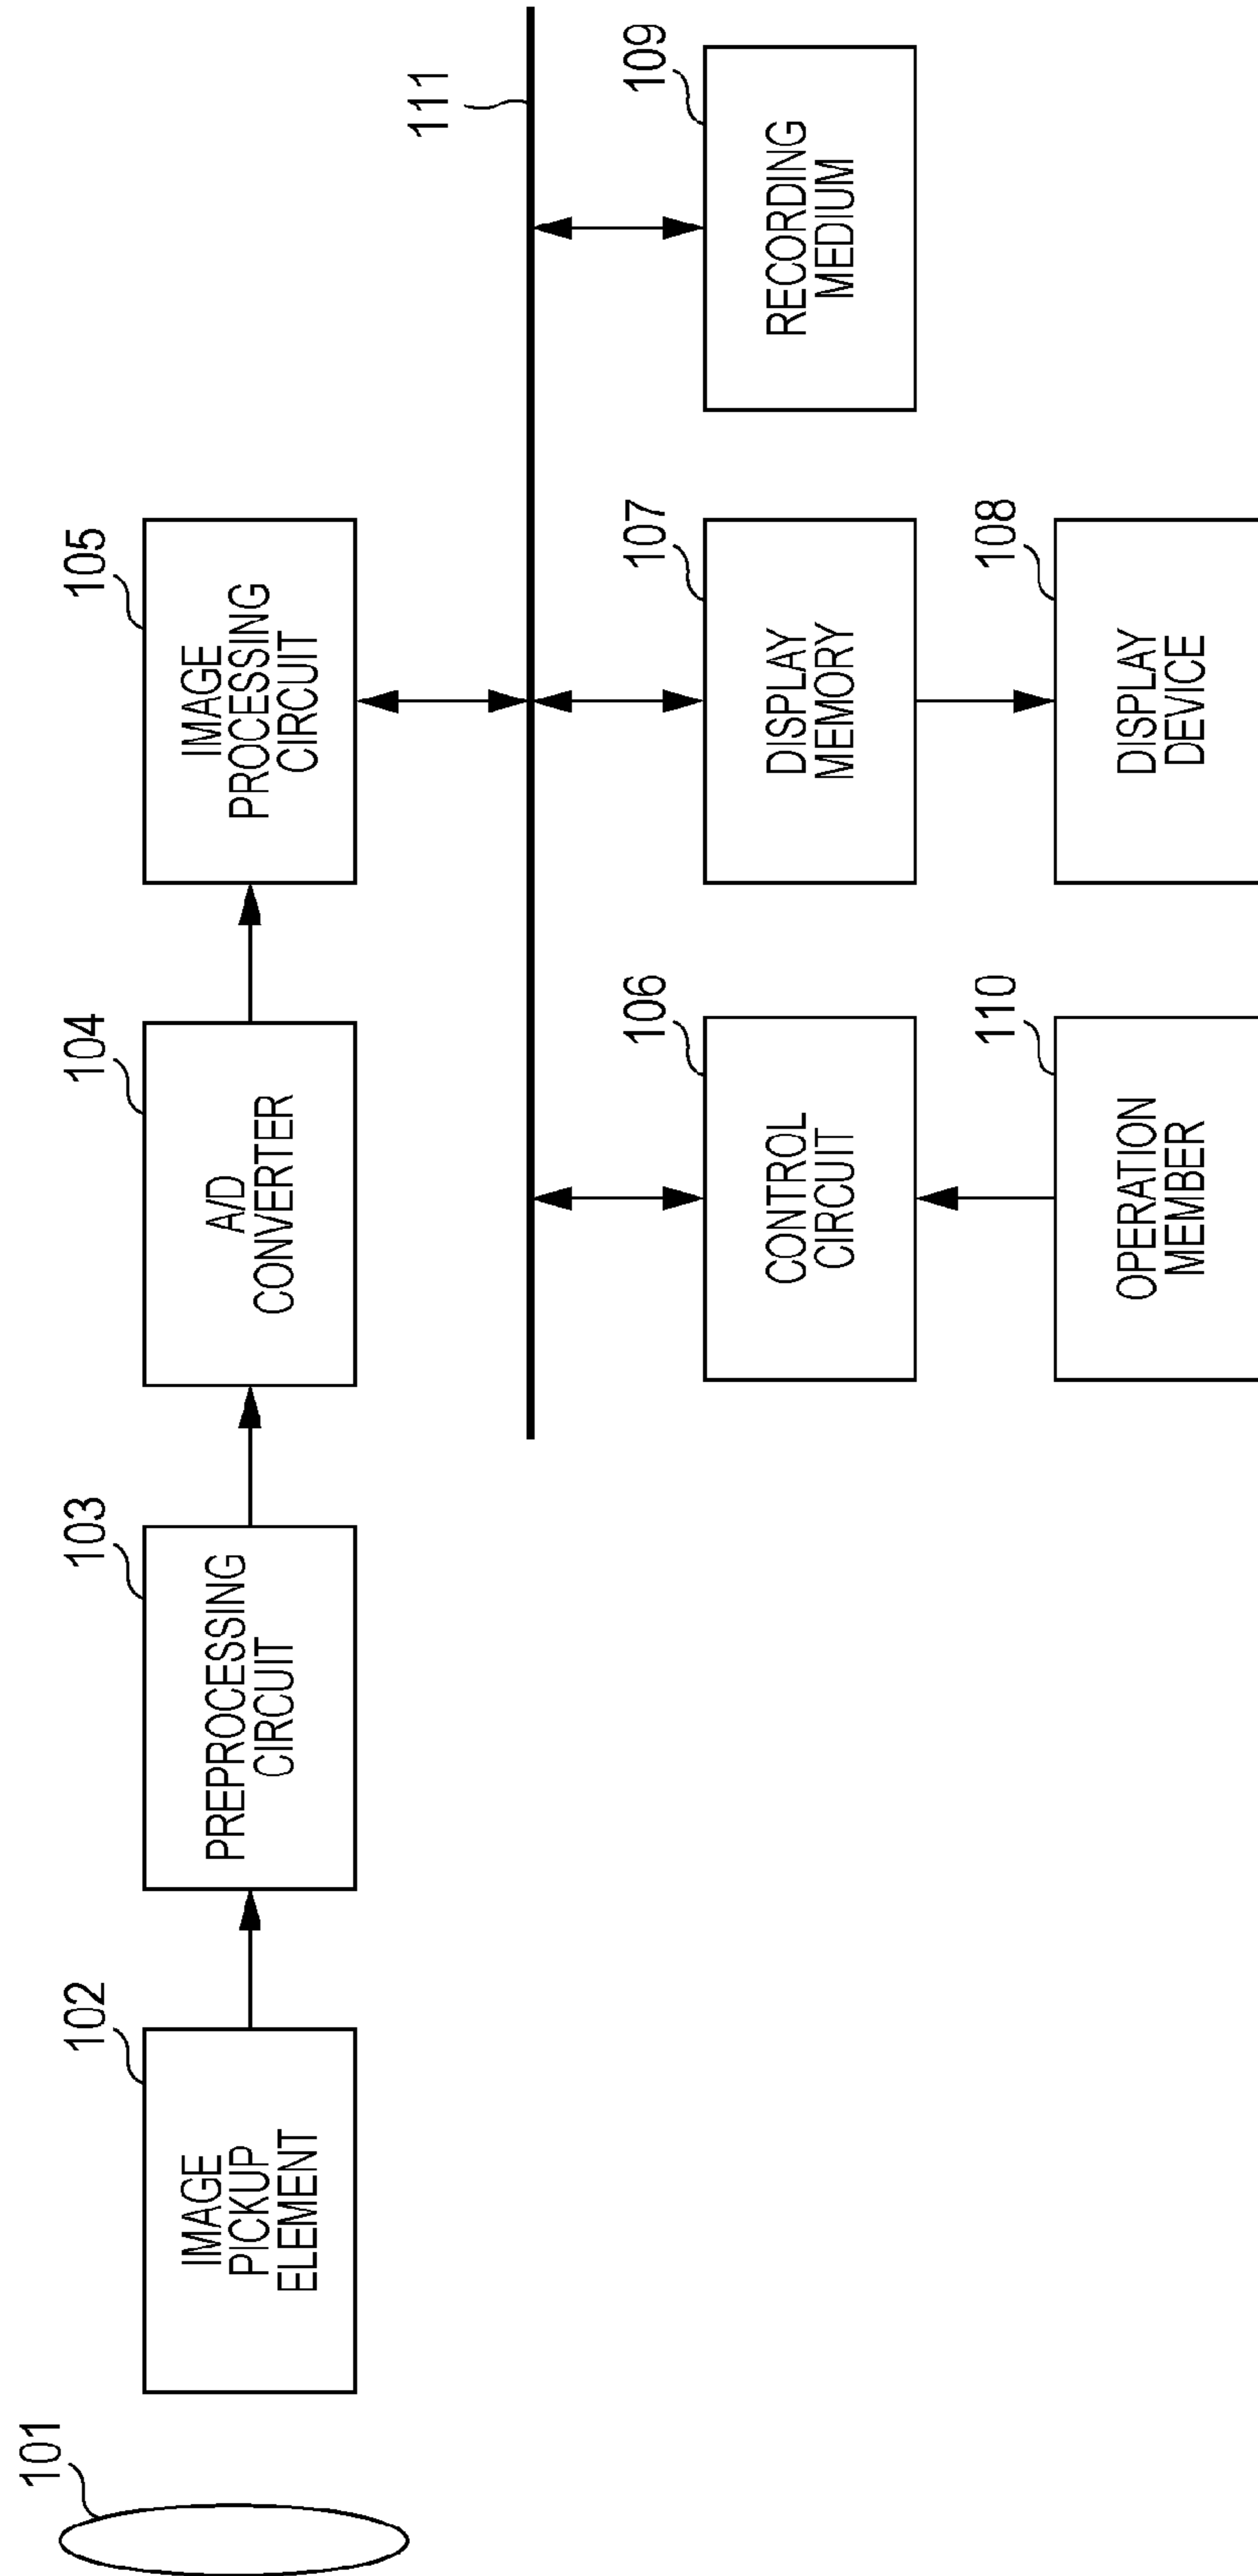 101
102
IMAGE
PICKUP
ELEMENT
103
PREPROCESSING
CIRCUIT
104
A/D
CONVERTER
105
IMAGE
PROCESSING
CIRCUIT
111
106
CONTROL
CIRCUIT
107
DISPLAY
MEMORY
109
RECORDING
MEDIUM
110
OPERATION
MEMBER
108
DISPLAY
DEVICE